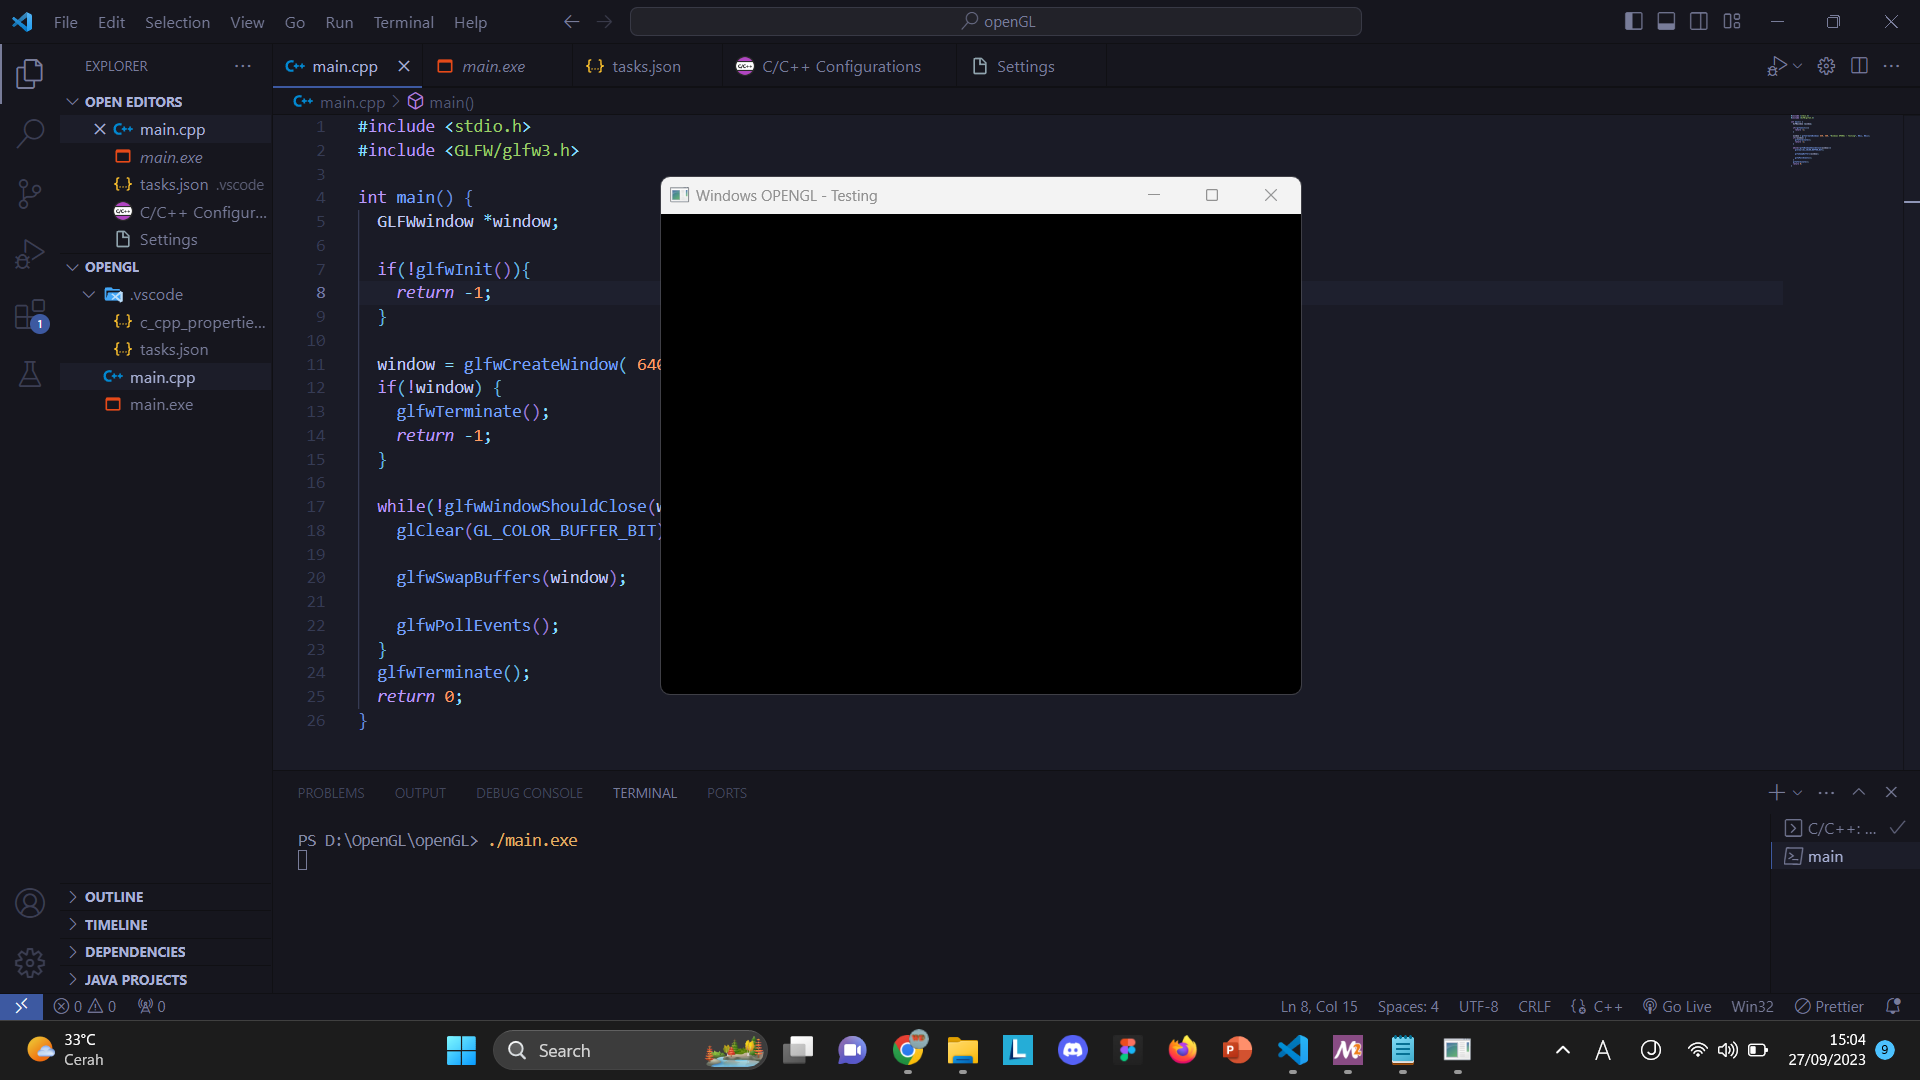 File Edit Selection View Go Run Terminal Help
openGL
EXPLORER
main.cpp
main.exe
tasks.json
C/C++ Configurations
Settings
main.cpp > main()
OPEN EDITORS
main.cpp
main.exe
tasks.json .vscode
C/C++ Configur...
Settings
OPENGL
.vscode
c_cpp_propertie...
tasks.json
main.cpp
main.exe
OUTLINE
TIMELINE
DEPENDENCIES
JAVA PROJECTS
1
1 #include <stdio.h>
2 #include <GLFW/glfw3.h>
3
4 int main() {
5 GLFWwindow *window;
6
7 if(!glfwInit()){
8 return -1;
9 }
10
11 window = glfwCreateWindow( 640
12 if(!window) {
13 glfwTerminate();
14 return -1;
15 }
16
17 while(!glfwWindowShouldClose(w
18 glClear(GL_COLOR_BUFFER_BIT)
19
20 glfwSwapBuffers(window);
21
22 glfwPollEvents();
23 }
24 glfwTerminate();
25 return 0;
26 }
Windows OPENGL - Testing
PROBLEMS OUTPUT DEBUG CONSOLE TERMINAL PORTS
PS D:\OpenGL\openGL> ./main.exe
C/C++: ...
main
0 0 0
Ln 8, Col 15 Spaces: 4 UTF-8 CRLF C++ Go Live Win32 Prettier
33°C
Cerah
Search
15:04
27/09/2023
9